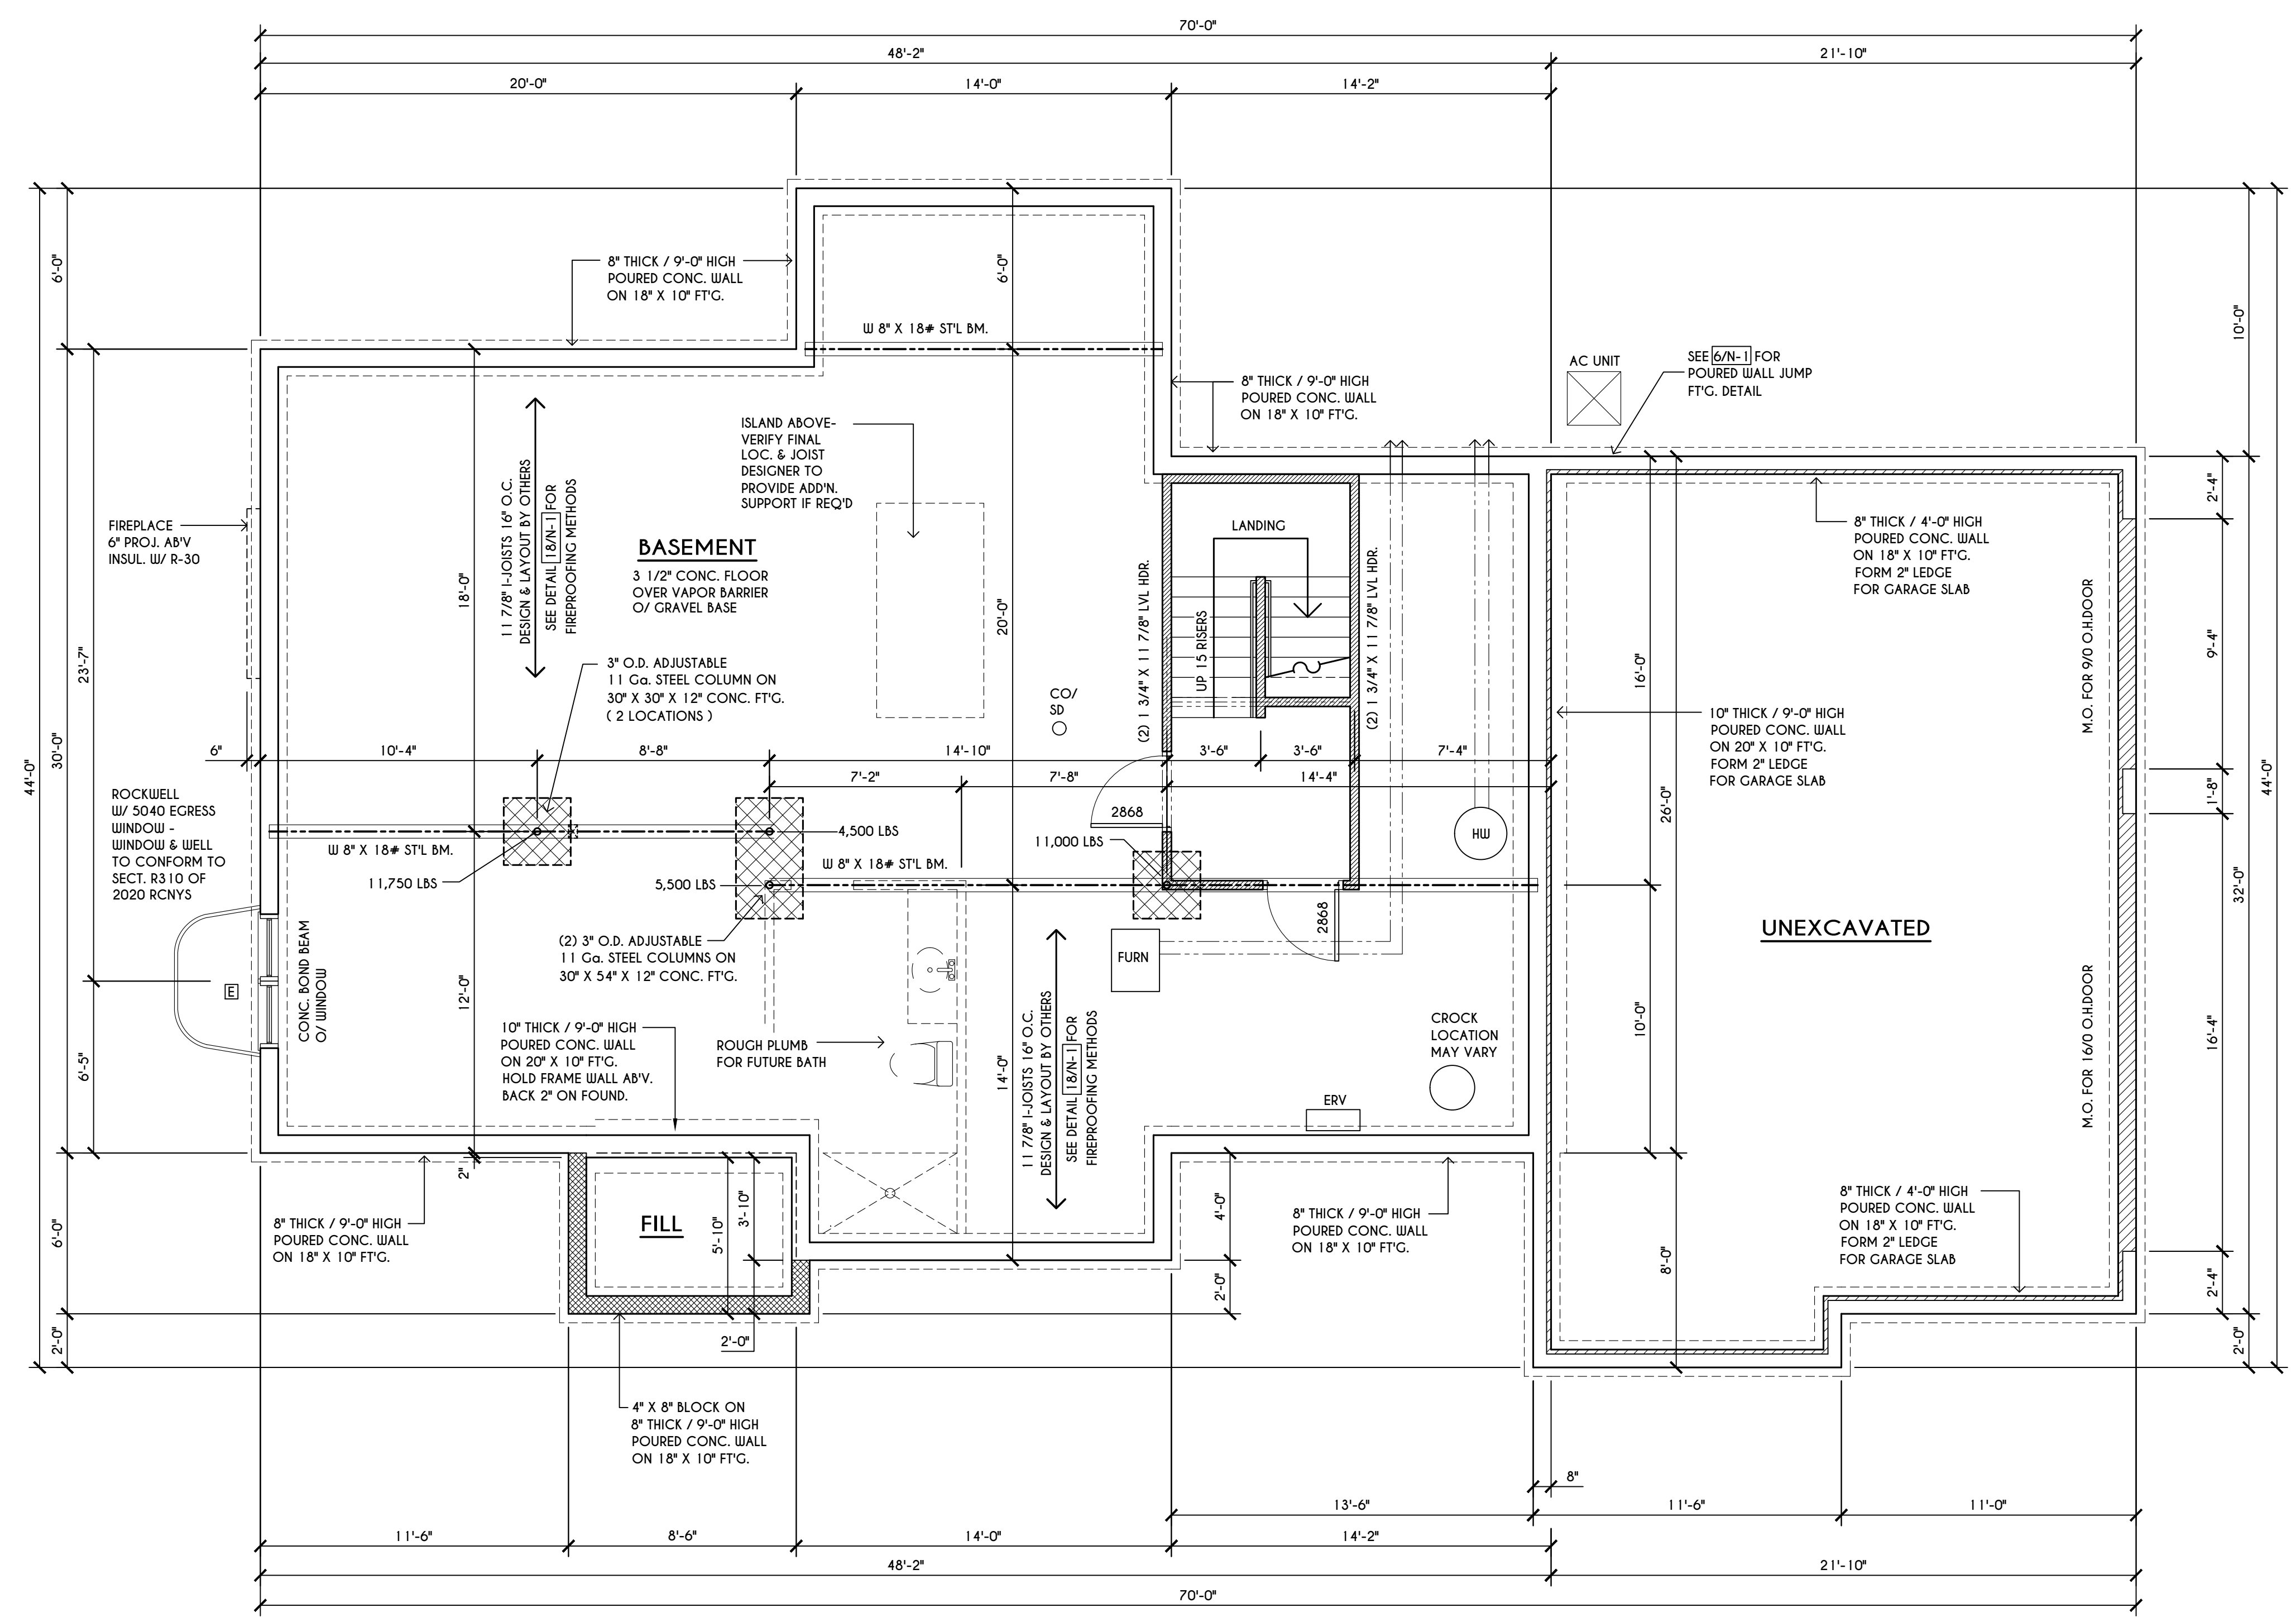 70'-0"
48'-2"
21'-10"
20'-0"
14'-0"
14'-2"
6'-0"
30'-0"
44'-0"
23'-7"
6'-5"
6'-0"
2'-0"
8" THICK / 9'-0" HIGH
POURED CONC. WALL
ON 18" X 10" FT'G.
6'-0"
W 8" X 18# ST'L BM.
8" THICK / 9'-0" HIGH
POURED CONC. WALL
ON 18" X 10" FT'G.
AC UNIT
SEE 6/N-1 FOR
POURED WALL JUMP
FT'G. DETAIL
10'-0"
ISLAND ABOVE-
VERIFY FINAL
LOC. & JOIST
DESIGNER TO
PROVIDE ADD'N.
SUPPORT IF REQ'D
FIREPLACE
6" PROJ. AB'V
INSUL. W/ R-30
18'-0"
11 7/8" I-JOISTS 16" O.C.
DESIGN & LAYOUT BY OTHERS
SEE DETAIL 18/N-1 FOR
FIREPROOFING METHODS
BASEMENT
3 1/2" CONC. FLOOR
OVER VAPOR BARRIER
O/ GRAVEL BASE
20'-0"
CO/
SD
(2) 1 3/4" X 11 7/8" LVL HDR.
LANDING
UP 15 RISERS
(2) 1 3/4" X 11 7/8" LVL HDR.
8" THICK / 4'-0" HIGH
POURED CONC. WALL
ON 18" X 10" FT'G.
FORM 2" LEDGE
FOR GARAGE SLAB
M.O. FOR 9/0 O.H.DOOR
2'-4"
9'-4"
1'-8"
16'-4"
2'-4"
32'-0"
2'-0"
44'-0"
3" O.D. ADJUSTABLE
11 Ga. STEEL COLUMN ON
30" X 30" X 12" CONC. FT'G.
( 2 LOCATIONS )
16'-0"
26'-0"
10'-0"
8'-0"
10" THICK / 9'-0" HIGH
POURED CONC. WALL
ON 20" X 10" FT'G.
FORM 2" LEDGE
FOR GARAGE SLAB
6"
10'-4"
8'-8"
14'-10"
3'-6"
3'-6"
7'-4"
7'-2"
7'-8"
14'-4"
ROCKWELL
W/ 5040 EGRESS
WINDOW -
WINDOW & WELL
TO CONFORM TO
SECT. R310 OF
2020 RCNYS
W 8" X 18# ST'L BM.
11,750 LBS
4,500 LBS
5,500 LBS
W 8" X 18# ST'L BM.
2868
11,000 LBS
HW
2868
FURN
UNEXCAVATED
M.O. FOR 16/0 O.H.DOOR
E
CONC. BOND BEAM
O/ WINDOW
12'-0"
(2) 3" O.D. ADJUSTABLE
11 Ga. STEEL COLUMNS ON
30" X 54" X 12" CONC. FT'G.
10" THICK / 9'-0" HIGH
POURED CONC. WALL
ON 20" X 10" FT'G.
HOLD FRAME WALL AB'V.
BACK 2" ON FOUND.
ROUGH PLUMB
FOR FUTURE BATH
14'-0"
11 7/8" I-JOISTS 16" O.C.
DESIGN & LAYOUT BY OTHERS
SEE DETAIL 18/N-1 FOR
FIREPROOFING METHODS
CROCK
LOCATION
MAY VARY
ERV
2"
8" THICK / 9'-0" HIGH
POURED CONC. WALL
ON 18" X 10" FT'G.
FILL
5'-10"
3'-10"
2'-0"
4'-0"
2'-0"
8" THICK / 9'-0" HIGH
POURED CONC. WALL
ON 18" X 10" FT'G.
8" THICK / 4'-0" HIGH
POURED CONC. WALL
ON 18" X 10" FT'G.
FORM 2" LEDGE
FOR GARAGE SLAB
4" X 8" BLOCK ON
8" THICK / 9'-0" HIGH
POURED CONC. WALL
ON 18" X 10" FT'G.
8"
13'-6"
11'-6"
11'-0"
11'-6"
8'-6"
14'-0"
14'-2"
48'-2"
21'-10"
70'-0"